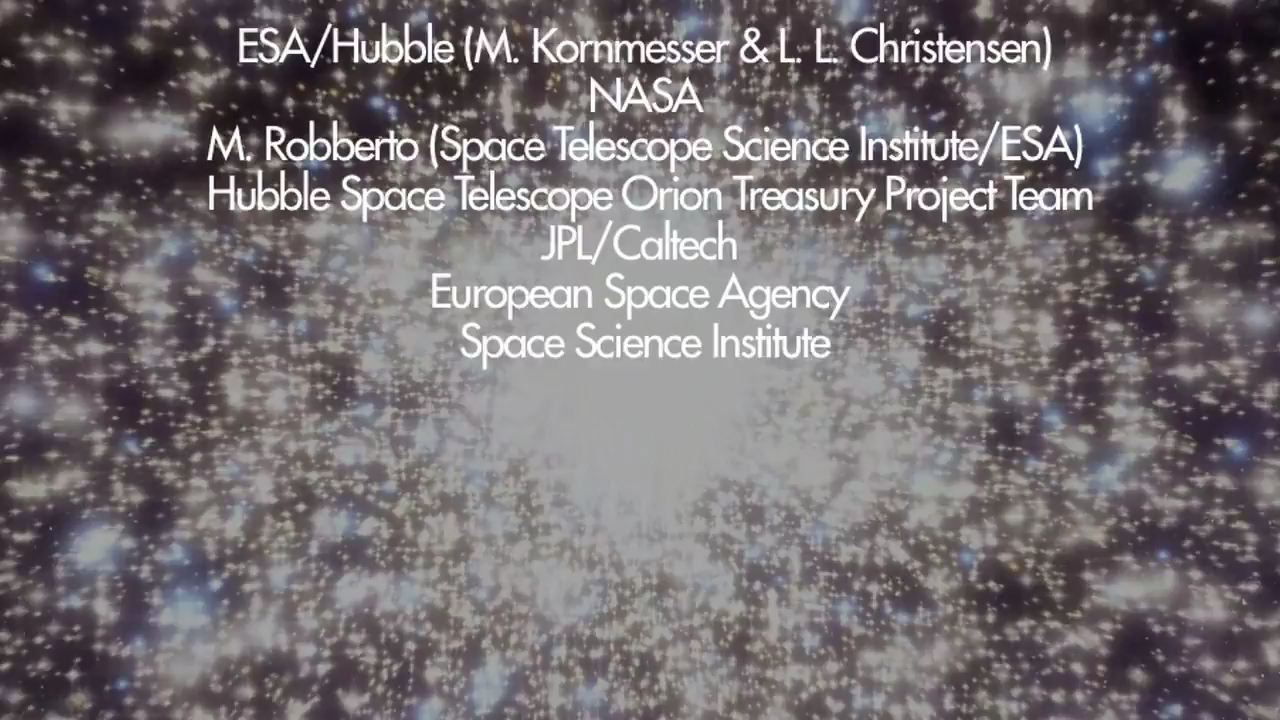 ESA/Hubble (M. Kornmesser & L. L. Christensen)
NASA
M. Robberto (Space Telescope Science Institute/ESA)
Hubble Space Telescope Orion Treasury Project Team
JPL/Caltech
European Space Agency
Space Science Institute